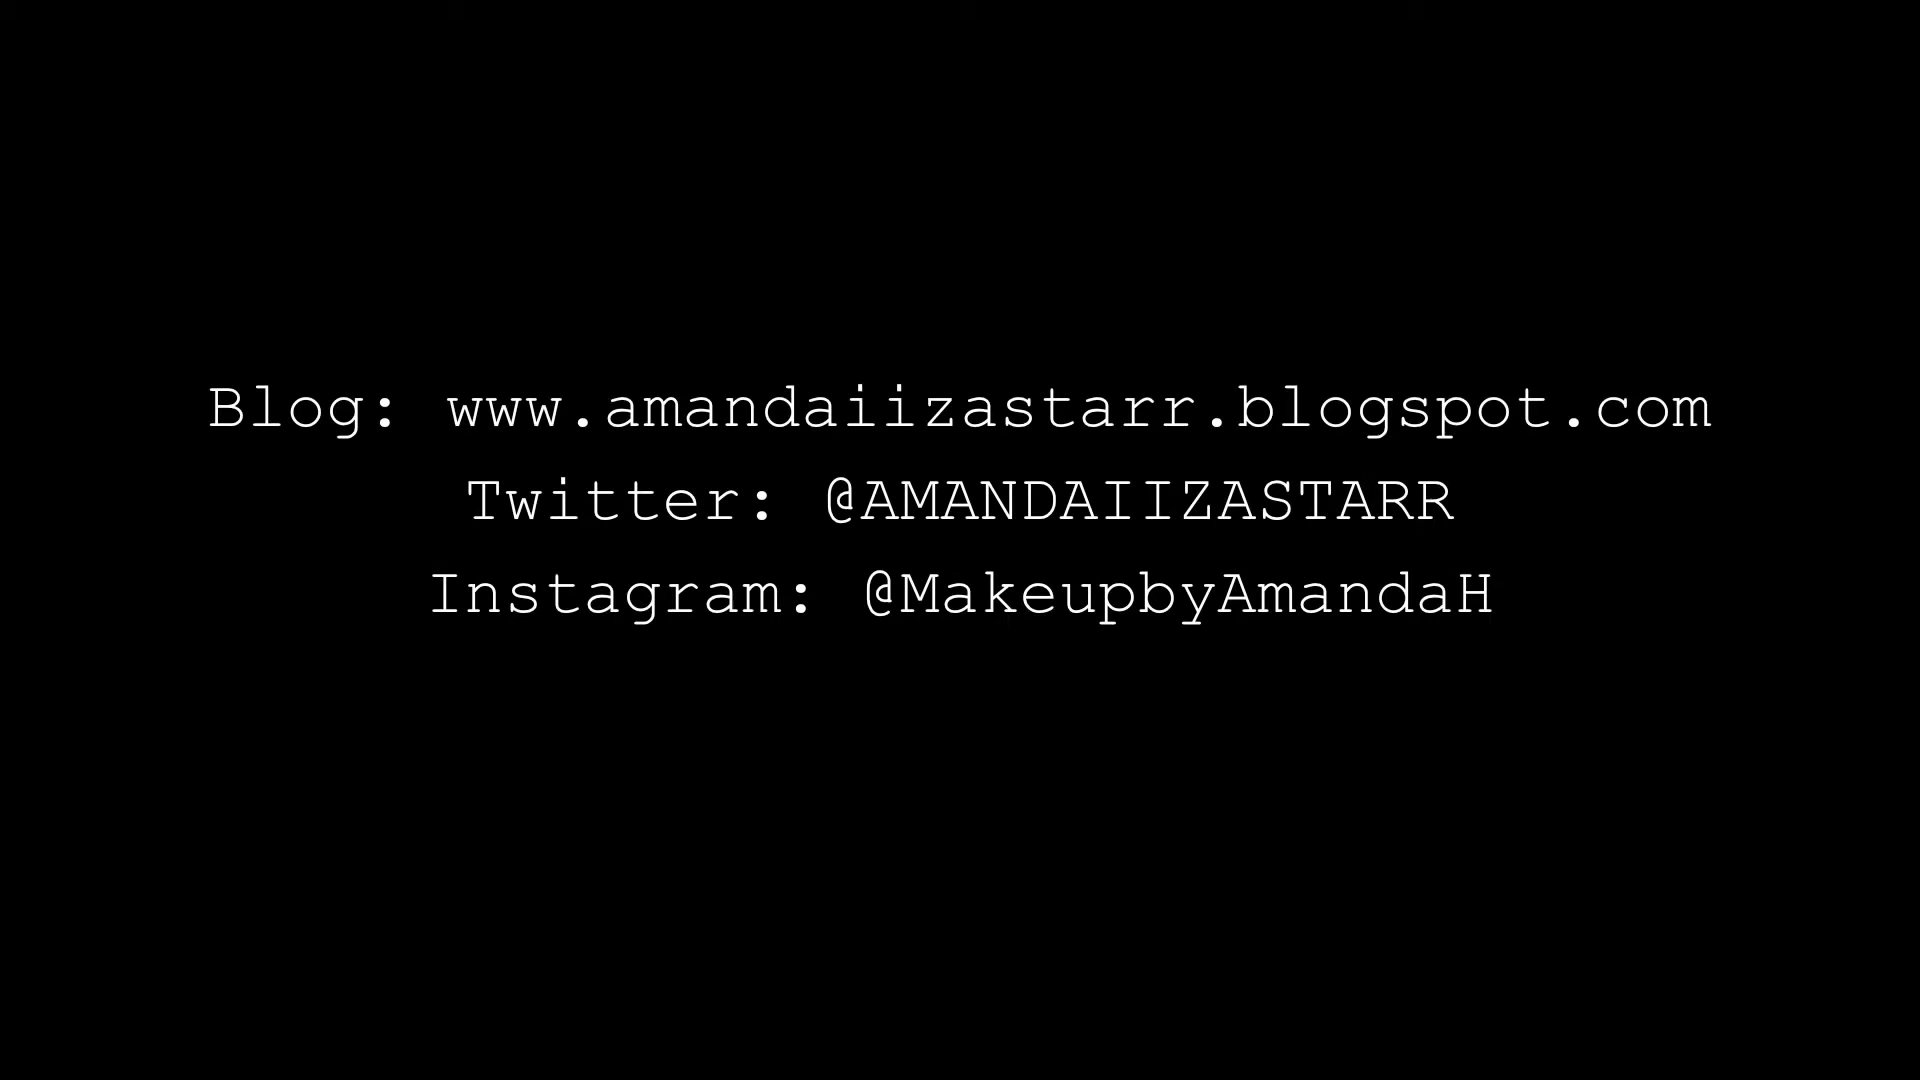 Blog: www.amandaiizastarr.blogspot.com
Twitter: @AMANDAIIZASTARR
Instagram: @MakeupbyAmandaH